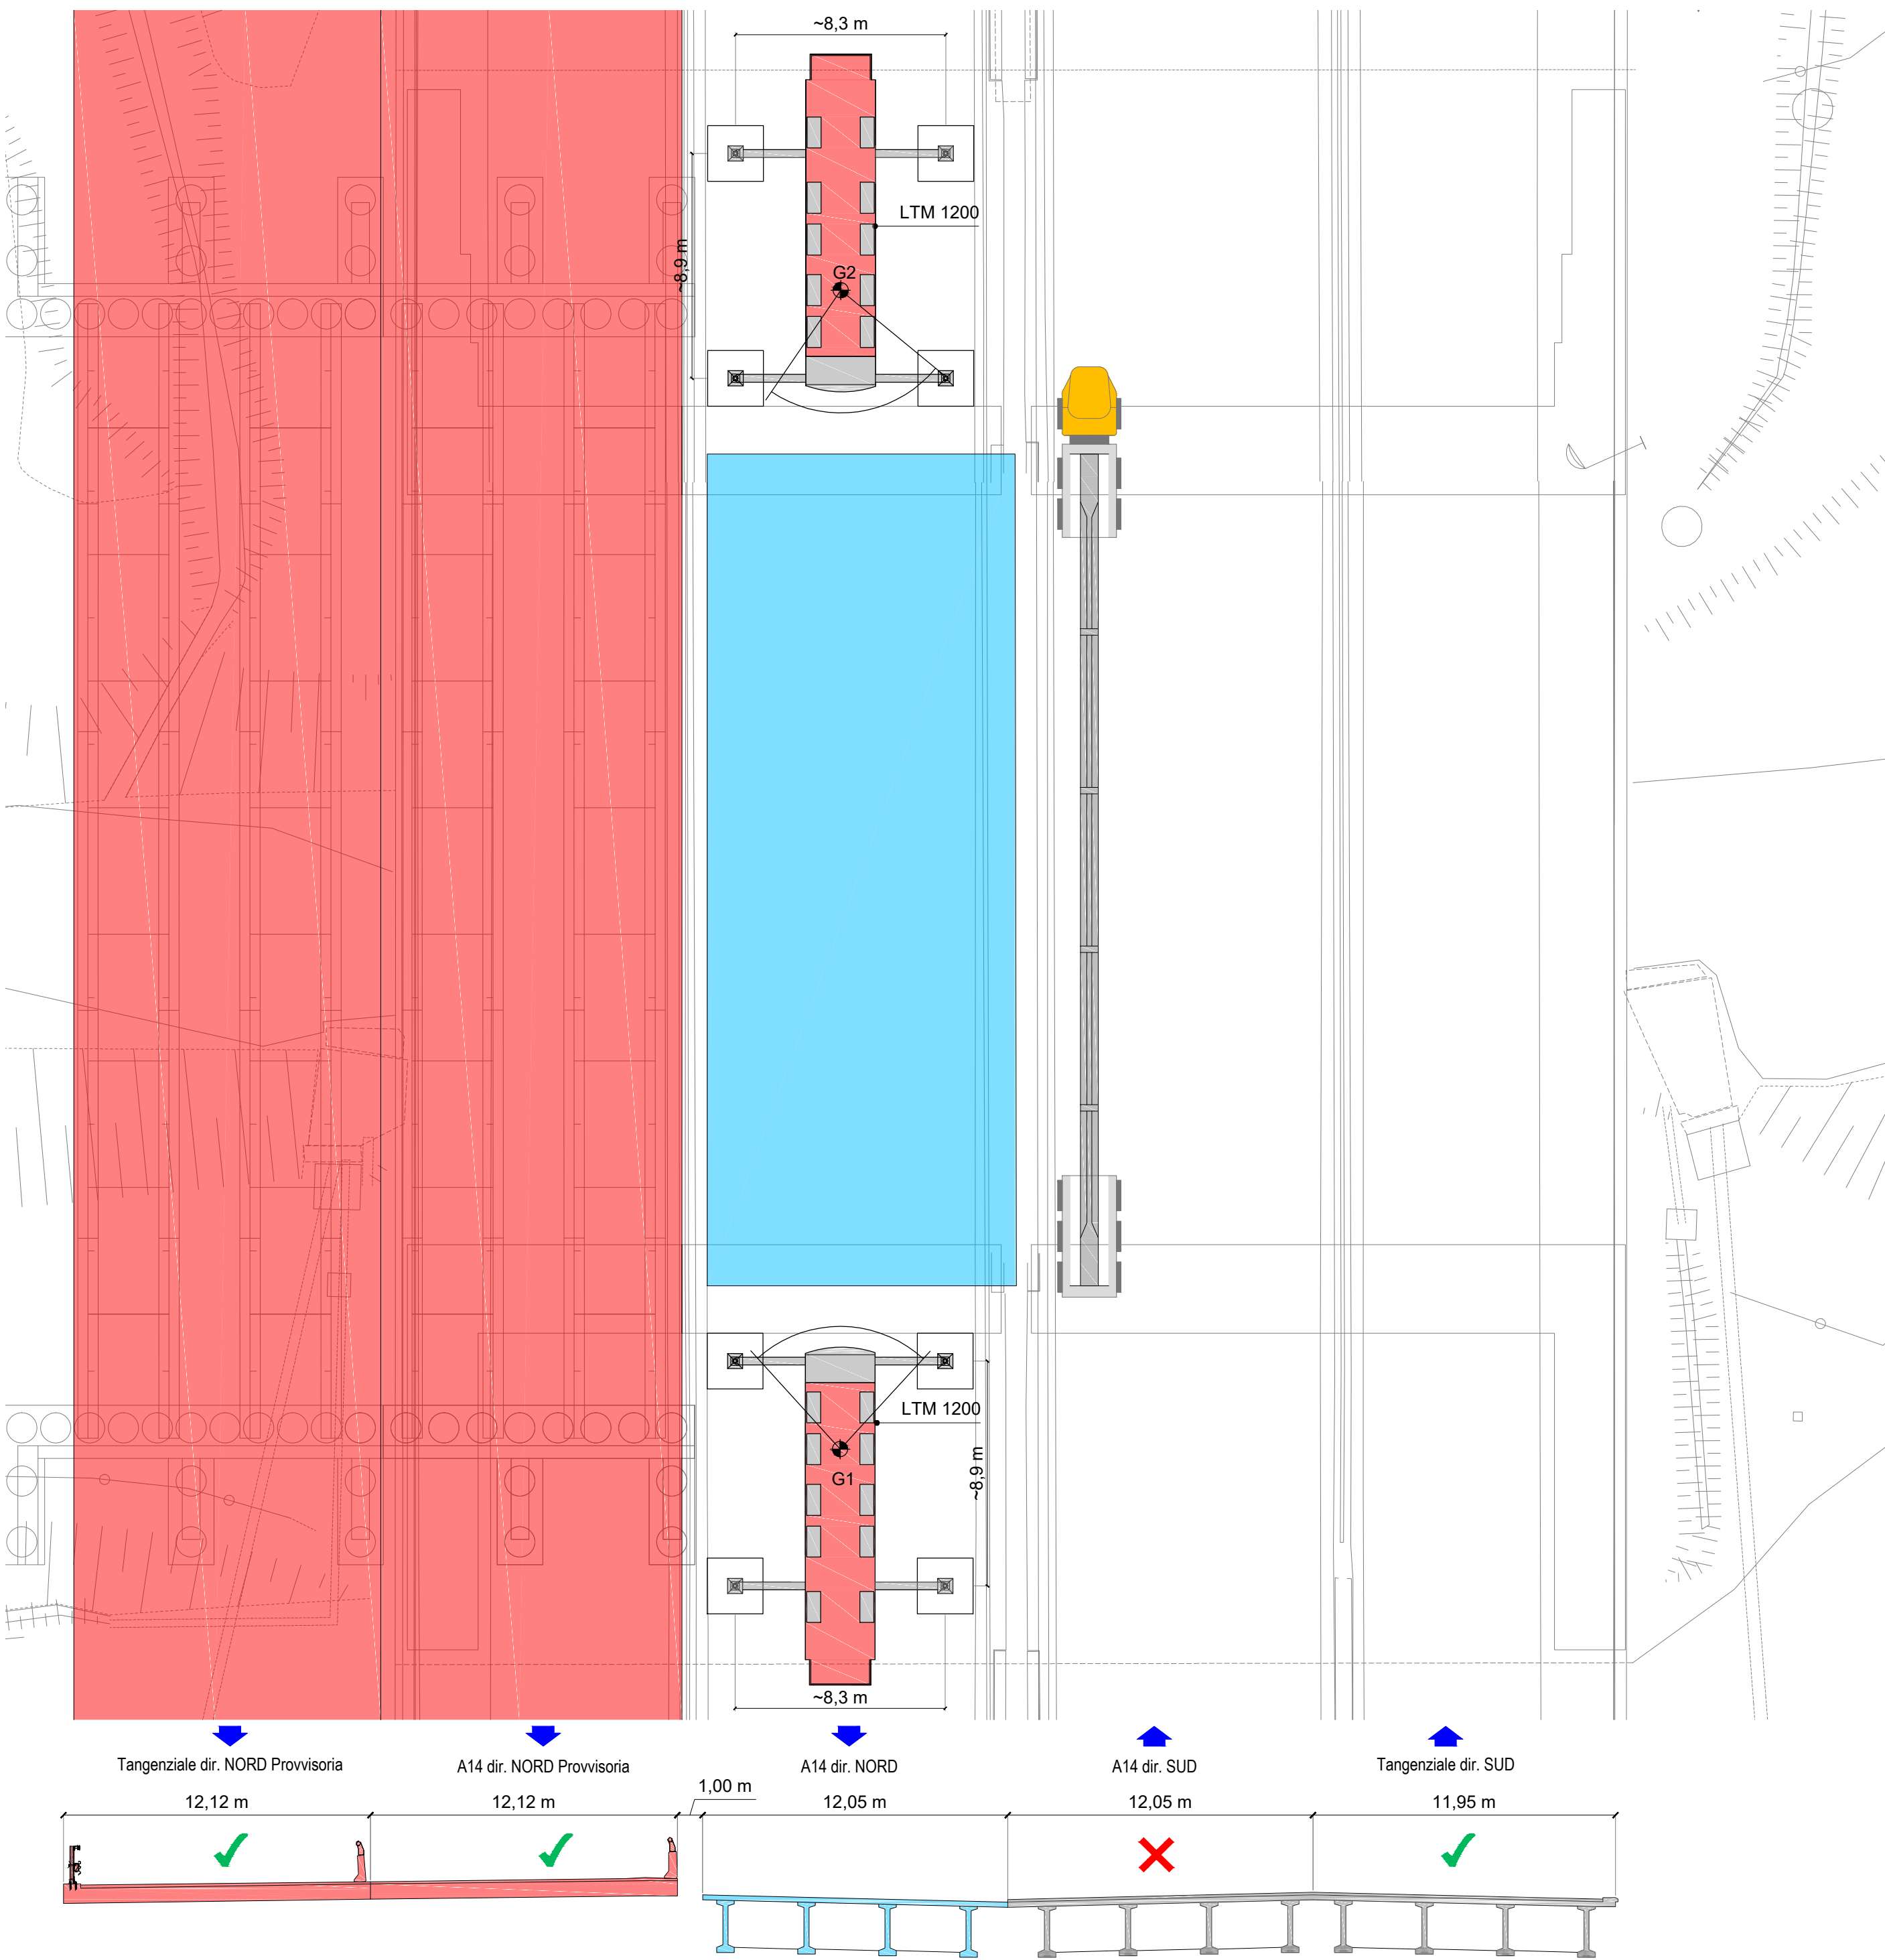 ~8,3 m
LTM 1200
~8,9 m
G2
LTM 1200
G1
~8,9 m
~8,3 m
Tangenziale dir. NORD Provvisoria
A14 dir. NORD Provvisoria
A14 dir. NORD
A14 dir. SUD
Tangenziale dir. SUD
12,12 m
12,12 m
1,00 m
12,05 m
12,05 m
11,95 m